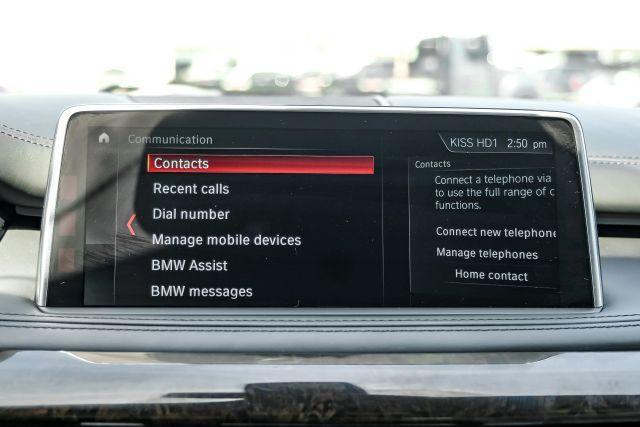 Communication
KISS HD1 2:50 pm
Contacts
Recent calls
Dial number
Manage mobile devices
BMW Assist
BMW messages
Contacts
Connect a telephone via
to use the full range of
functions.
Connect new telephone
Manage telephones
Home contact